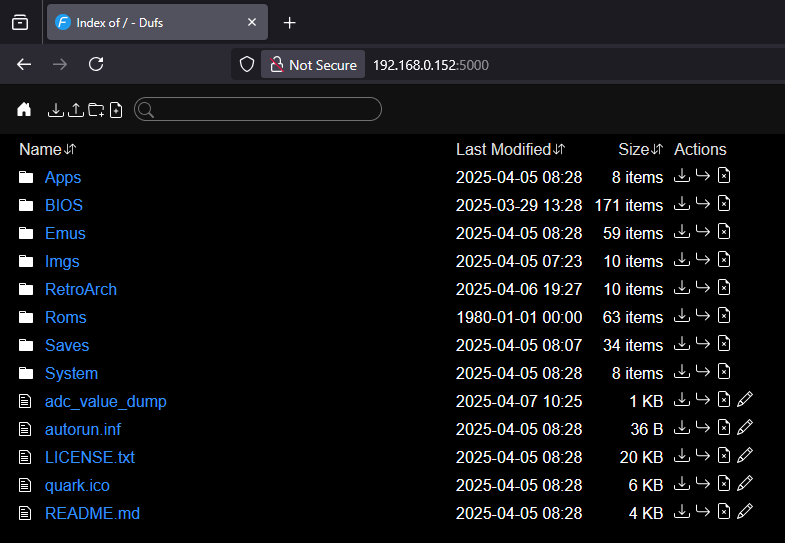 Index of / - Dufs
Not Secure 192.168.0.152:5000
Name Last Modified Size Actions
Apps 2025-04-05 08:28 8 items
BIOS 2025-03-29 13:28 171 items
Emus 2025-04-05 08:28 59 items
Imgs 2025-04-05 07:23 10 items
RetroArch 2025-04-06 19:27 10 items
Roms 1980-01-01 00:00 63 items
Saves 2025-04-05 08:07 34 items
System 2025-04-05 08:28 8 items
adc_value_dump 2025-04-07 10:25 1 KB
autorun.inf 2025-04-05 08:28 36 B
LICENSE.txt 2025-04-05 08:28 20 KB
quark.ico 2025-04-05 08:28 6 KB
README.md 2025-04-05 08:28 4 KB